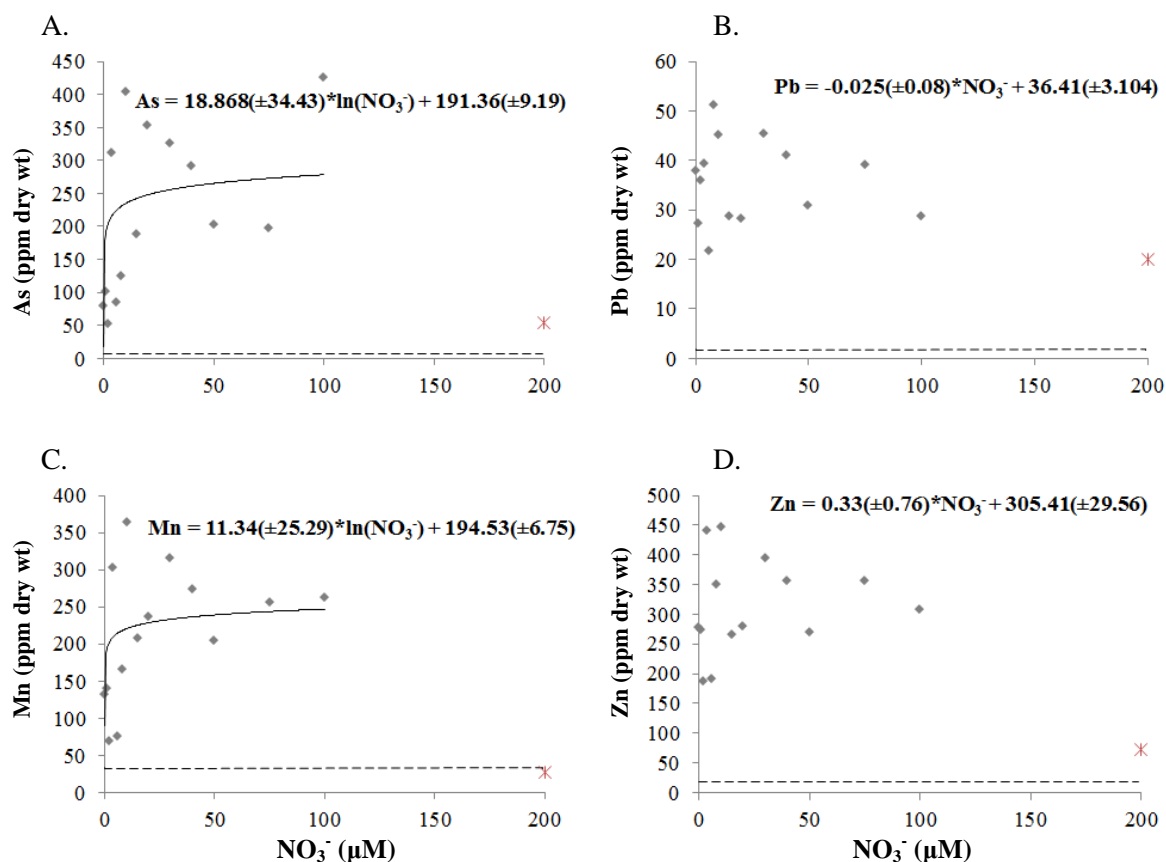 A.
As (ppm dry wt)
450
400
350
300
250
200
150
100
50
0
As = 18.868(±34.43)*ln(NO₃⁻) + 191.36(±9.19)
0 50 100 150 200
B.
Pb (ppm dry wt)
60
50
40
30
20
10
0
Pb = -0.025(±0.08)*NO₃⁻ + 36.41(±3.104)
0 50 100 150 200
C.
Mn (ppm dry wt)
400
350
300
250
200
150
100
50
0
Mn = 11.34(±25.29)*ln(NO₃⁻) + 194.53(±6.75)
0 50 100 150 200
NO₃⁻ (µM)
D.
Zn (ppm dry wt)
500
450
400
350
300
250
200
150
100
50
0
Zn = 0.33(±0.76)*NO₃⁻ + 305.41(±29.56)
0 50 100 150 200
NO₃⁻ (µM)